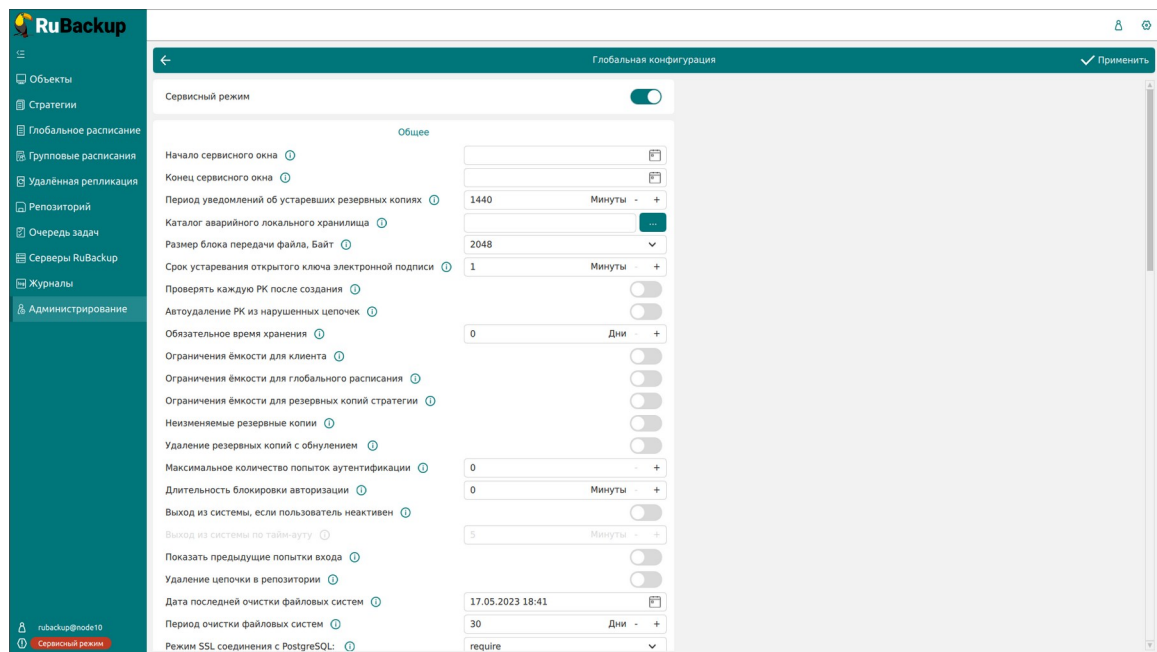 RuBackup
Объекты
Стратегии
Глобальное расписание
Групповые расписания
Удалённая репликация
Репозиторий
Очередь задач
Серверы RuBackup
Журналы
Администрирование
rubackup@node10
Сервисный режим
Глобальная конфигурация
Применить
Сервисный режим
Общее
Начало сервисного окна
Конец сервисного окна
Период уведомлений об устаревших резервных копиях 1440 Минуты - +
Каталог аварийного локального хранилища ...
Размер блока передачи файла, Байт 2048
Срок устаревания открытого ключа электронной подписи 1 Минуты - +
Проверять каждую РК после создания
Автоудаление РК из нарушенных цепочек
Обязательное время хранения 0 Дни - +
Ограничения ёмкости для клиента
Ограничения ёмкости для глобального расписания
Ограничения ёмкости для резервных копий стратегии
Неизменяемые резервные копии
Удаление резервных копий с обнулением
Максимальное количество попыток аутентификации 0 - +
Длительность блокировки авторизации 0 Минуты - +
Выход из системы, если пользователь неактивен
Выход из системы по тайм-ауту 5 Минуты - +
Показать предыдущие попытки входа
Удаление цепочки в репозитории
Дата последней очистки файловых систем 17.05.2023 18:41
Период очистки файловых систем 30 Дни - +
Режим SSL соединения с PostgreSQL: require